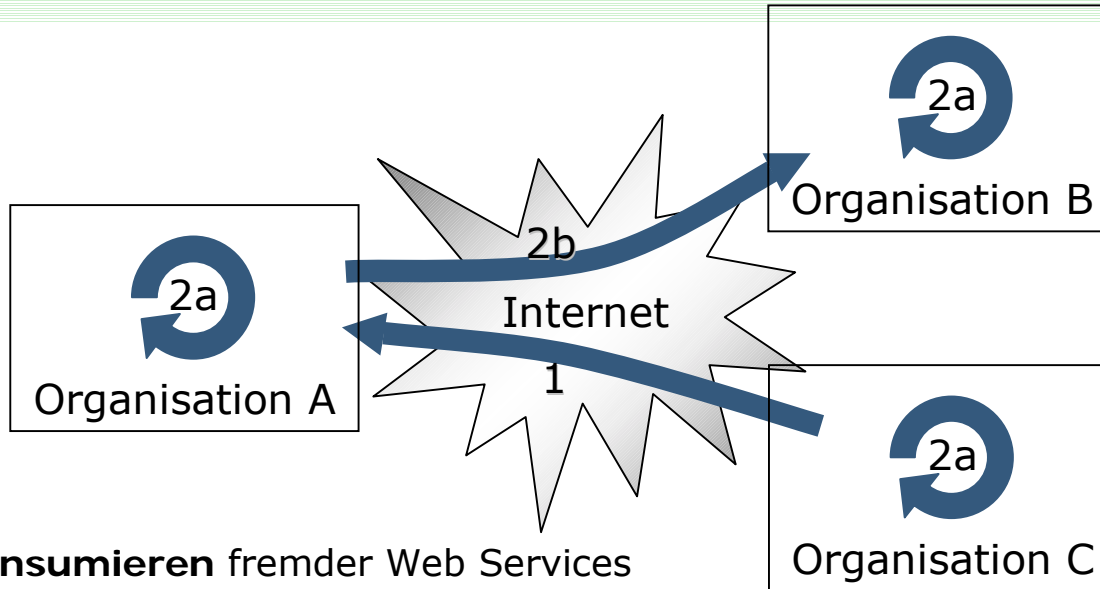 2a
Organisation B
2b
2a
Internet
Organisation A
1
2a
Organisation C
nsumieren fremder Web Services